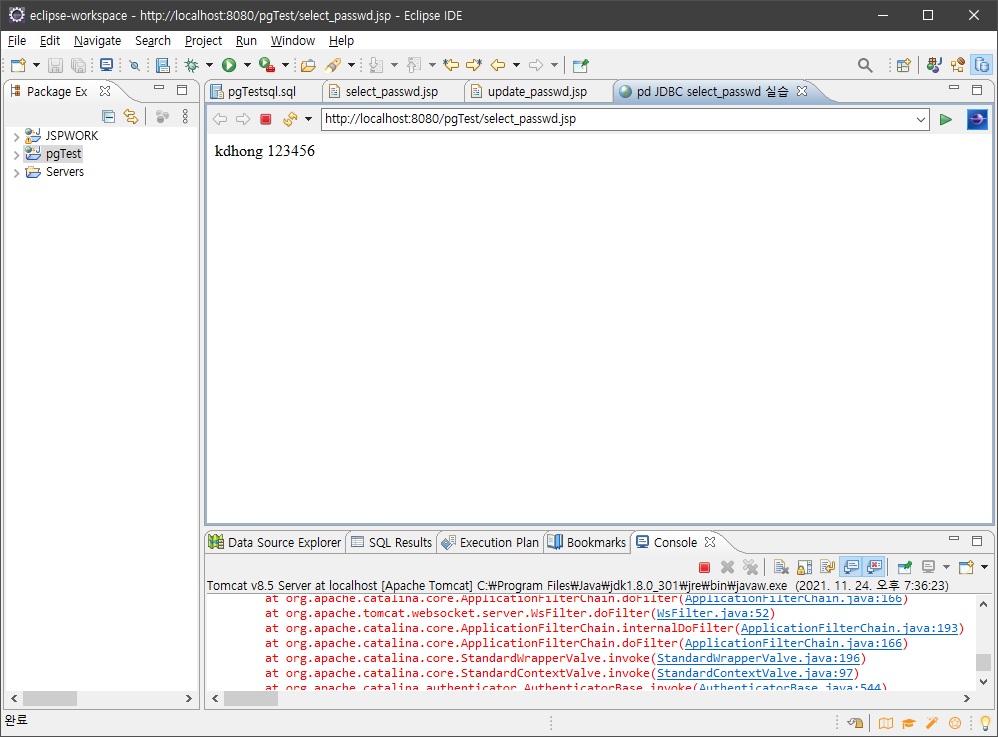 eclipse-workspace - http://localhost:8080/pgTest/select_passwd.jsp - Eclipse IDE
File Edit Navigate Search Project Run Window Help
Package Ex
pgTestsql.sql select_passwd.jsp update_passwd.jsp pd JDBC select_passwd 실습
http://localhost:8080/pgTest/select_passwd.jsp
JSPWORK
pgTest
Servers
kdhong 123456
Data Source Explorer SQL Results Execution Plan Bookmarks Console
Tomcat v8.5 Server at localhost [Apache Tomcat] C:₩Program Files₩Java₩jdk1.8.0_301₩jre₩bin₩javaw.exe (2021. 11. 24. 오후 7:36:23)
at org.apache.catalina.core.ApplicationFilterChain.doFilter(ApplicationFilterChain.java:166)
at org.apache.tomcat.websocket.server.WsFilter.doFilter(WsFilter.java:52)
at org.apache.catalina.core.ApplicationFilterChain.internalDoFilter(ApplicationFilterChain.java:193)
at org.apache.catalina.core.ApplicationFilterChain.doFilter(ApplicationFilterChain.java:166)
at org.apache.catalina.core.StandardWrapperValve.invoke(StandardWrapperValve.java:196)
at org.apache.catalina.core.StandardContextValve.invoke(StandardContextValve.java:97)
at org.apache.catalina.authenticator.AuthenticatorBase.invoke(AuthenticatorBase.java:544)
완료